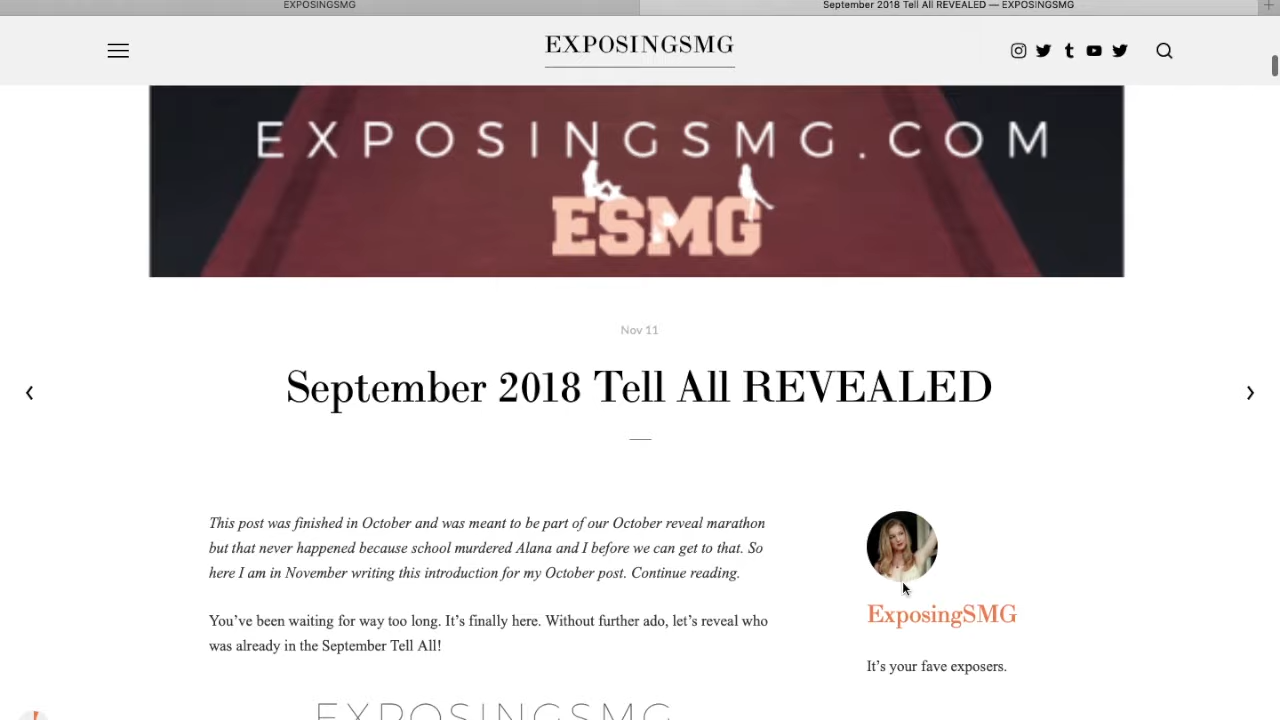 EXPOSINGSMG
September 2018 Tell All REVEALED — EXPOSINGSMG
EXPOSINGSMG
EXPOSINGSMG.COM
ESMG
Nov 11
September 2018 Tell All REVEALED
This post was finished in October and was meant to be part of our October reveal marathon
but that never happened because school murdered Alana and I before we can get to that. So
here I am in November writing this introduction for my October post. Continue reading.
You’ve been waiting for way too long. It’s finally here. Without further ado, let’s reveal who
was already in the September Tell All!
ExposingSMG
It’s your fave exposers.
EXPOSINGSMG